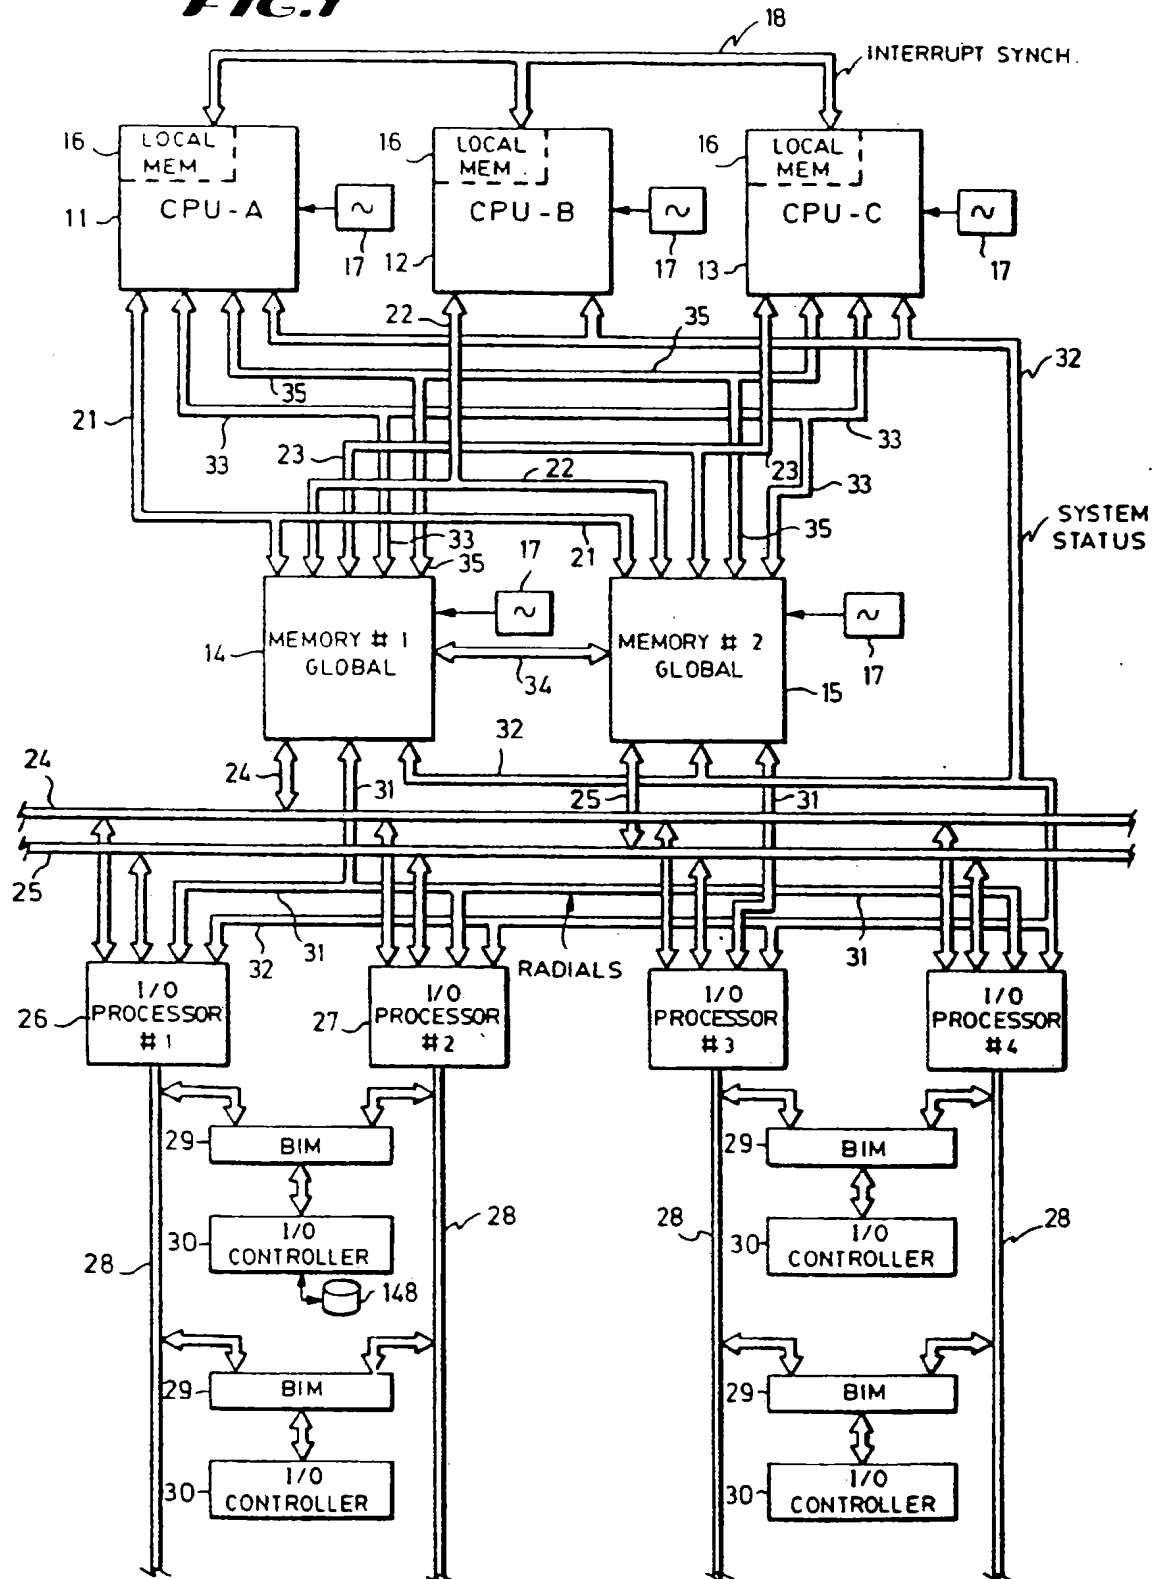 FIG.1
18
INTERRUPT SYNCH.
16
LOCAL
MEM
CPU-A
11
17
16
LOCAL
MEM
CPU-B
12
17
16
LOCAL
MEM
CPU-C
13
17
22
35
32
35
21
33
23
22
23
33
33
SYSTEM
STATUS
33
35
21
35
17
MEMORY # 1
GLOBAL
14
34
MEMORY # 2
GLOBAL
15
17
24
24
31
32
25
31
25
31
32
RADIALS
31
I/O
PROCESSOR
#1
26
I/O
PROCESSOR
#2
27
I/O
PROCESSOR
#3
I/O
PROCESSOR
#4
29
BIM
29
BIM
28
30
I/O
CONTROLLER
28
148
28
30
I/O
CONTROLLER
28
29
BIM
29
BIM
30
I/O
CONTROLLER
30
I/O
CONTROLLER